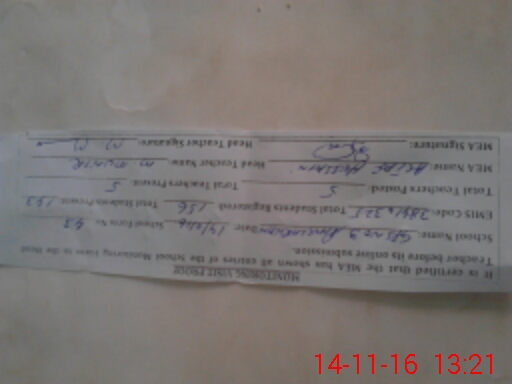 MONITORING VISIT PROOF
It is certified that the MEA has shown all entries of the School Monitoring Form to the Head
Teacher before its online submission.
School Name: Date: School Form No: 43
EMIS Code: Total Students Registered: 156 Total Students Present: 133
Total Teachers Posted: 5 Total Teachers Present: 5
MEA Name: HUSSAIN Head Teacher Name: M. MUNIR
MEA Signature: Head Teacher Signature:
14-11-16 13:21